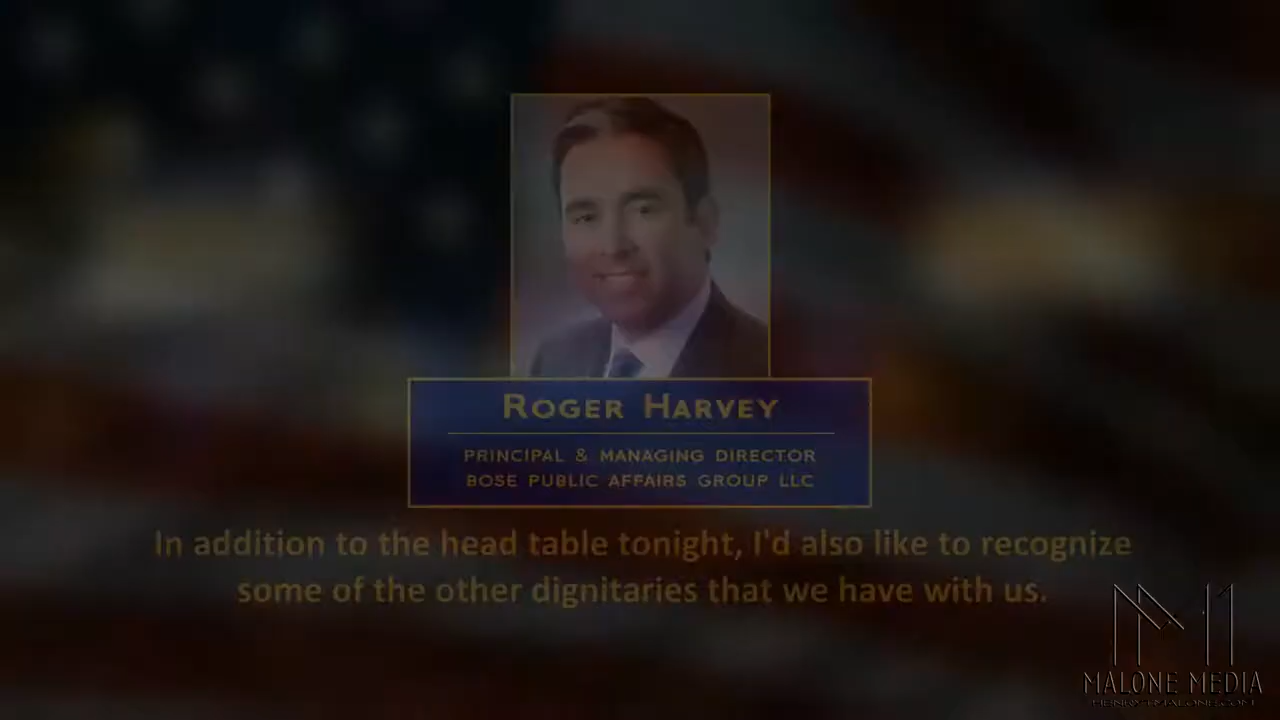 Roger Harvey
PRINCIPAL & MANAGING DIRECTOR
BOSE PUBLIC AFFAIRS GROUP LLC
In addition to the head table tonight, I'd also like to recognize
some of the other dignitaries that we have with us.
MALONE MEDIA